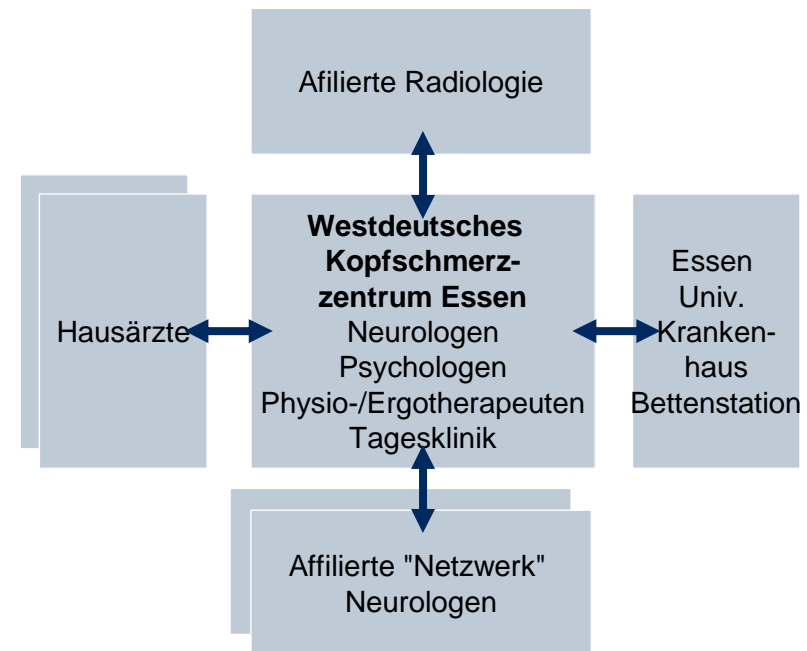 Afilierte Radiologie
Hausärzte
Westdeutsches
Kopfschmerz-
zentrum Essen
Neurologen
Psychologen
Physio-/Ergotherapeuten
Tagesklinik
Essen
Univ.
Kranken-
haus
Bettenstation
Affilierte "Netzwerk"
Neurologen